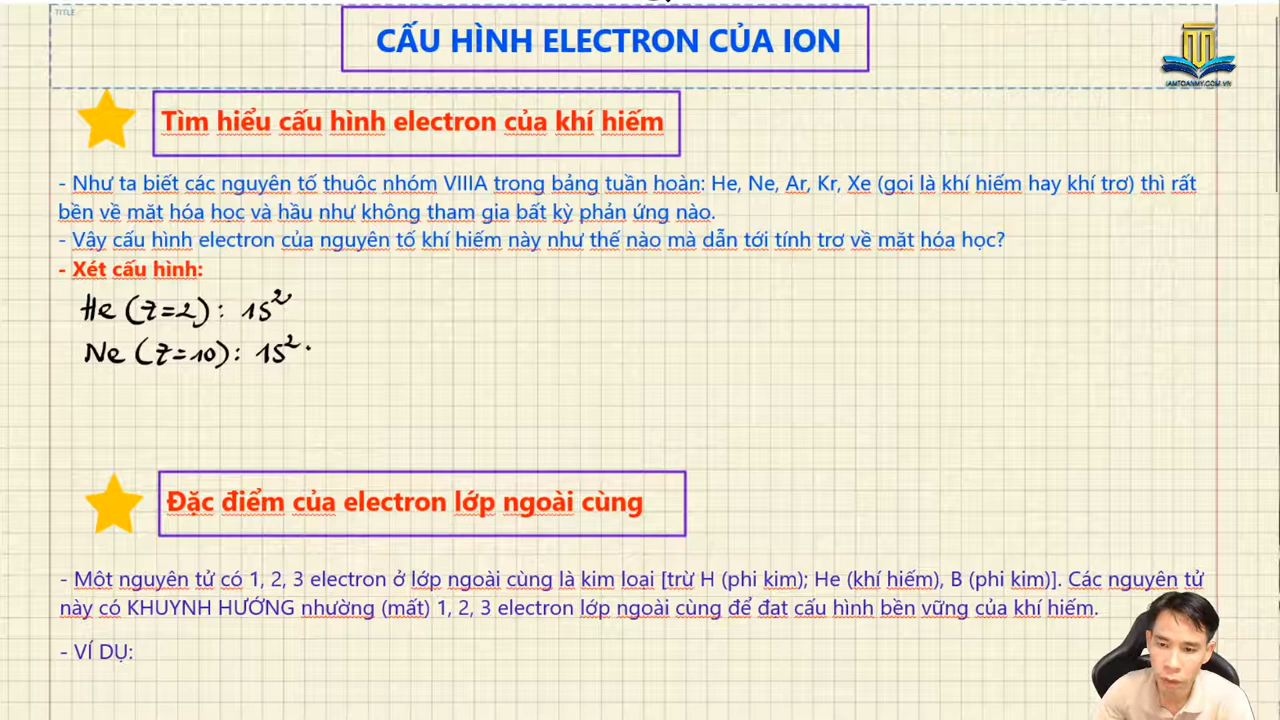 TITLE
CẤU HÌNH ELECTRON CỦA ION
IAMTOANMY.COM.VN
Tìm hiểu cấu hình electron của khí hiếm
- Như ta biết các nguyên tố thuộc nhóm VIIIA trong bảng tuần hoàn: He, Ne, Ar, Kr, Xe (gọi là khí hiếm hay khí trơ) thì rất
bền về mặt hóa học và hầu như không tham gia bất kỳ phản ứng nào.
- Vậy cấu hình electron của nguyên tố khí hiếm này như thế nào mà dẫn tới tính trơ về mặt hóa học?
- Xét cấu hình:
He (Z=2): 1s²
Ne (Z=10): 1s²
Đặc điểm của electron lớp ngoài cùng
- Một nguyên tử có 1, 2, 3 electron ở lớp ngoài cùng là kim loại [trừ H (phi kim); He (khí hiếm), B (phi kim)]. Các nguyên tử
này có KHUYNH HƯỚNG nhường (mất) 1, 2, 3 electron lớp ngoài cùng để đạt cấu hình bền vững của khí hiếm.
- VÍ DỤ: